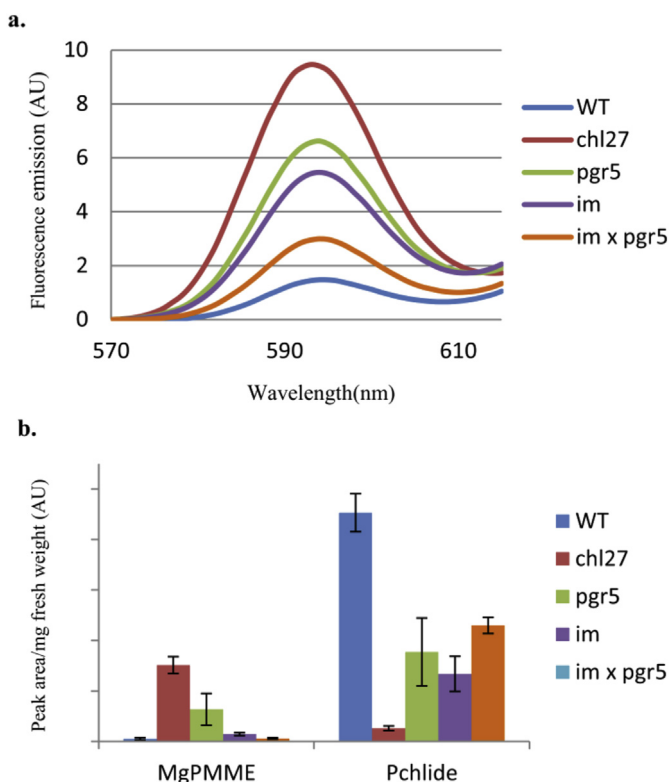 a.
Fluorescence emission (AU)
10
8
6
4
2
0
570
590
610
Wavelength(nm)
WT
chl27
pgr5
im
im x pgr5
b.
Peak area/mg fresh weight (AU)
MgPMME
Pchlide
WT
chl27
pgr5
im
im x pgr5